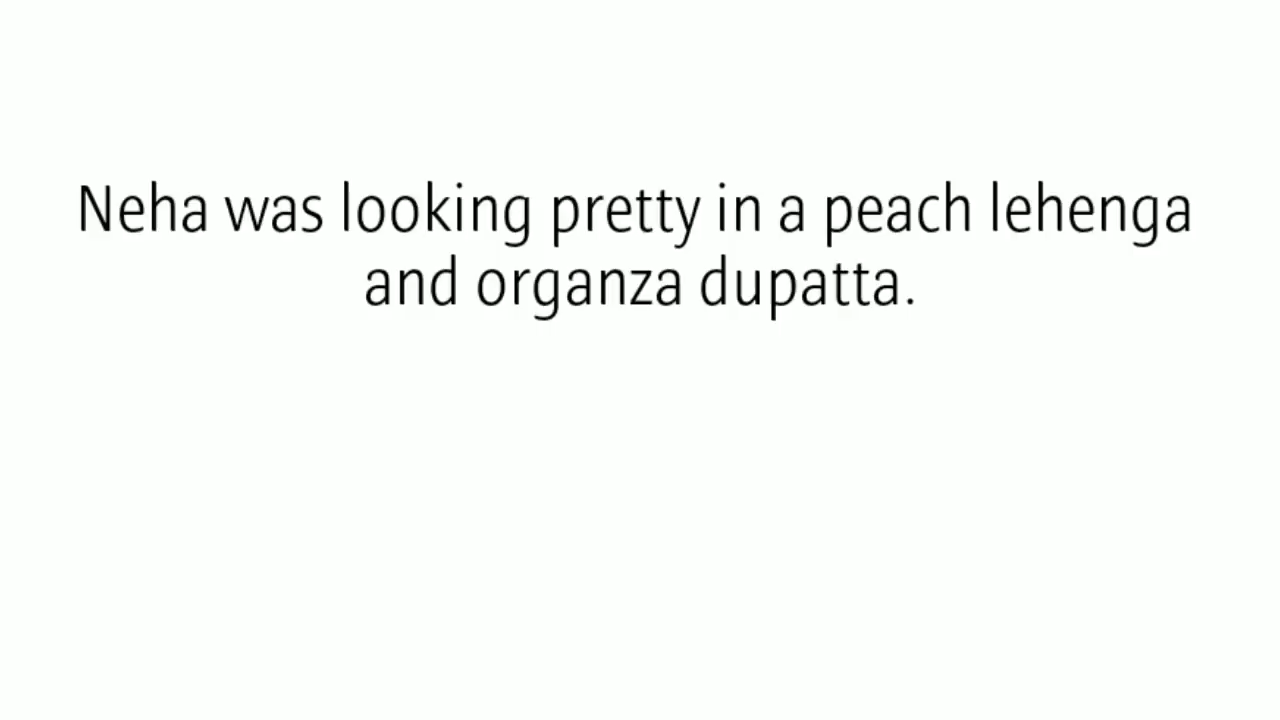 Neha was looking pretty in a peach lehenga
and organza dupatta.